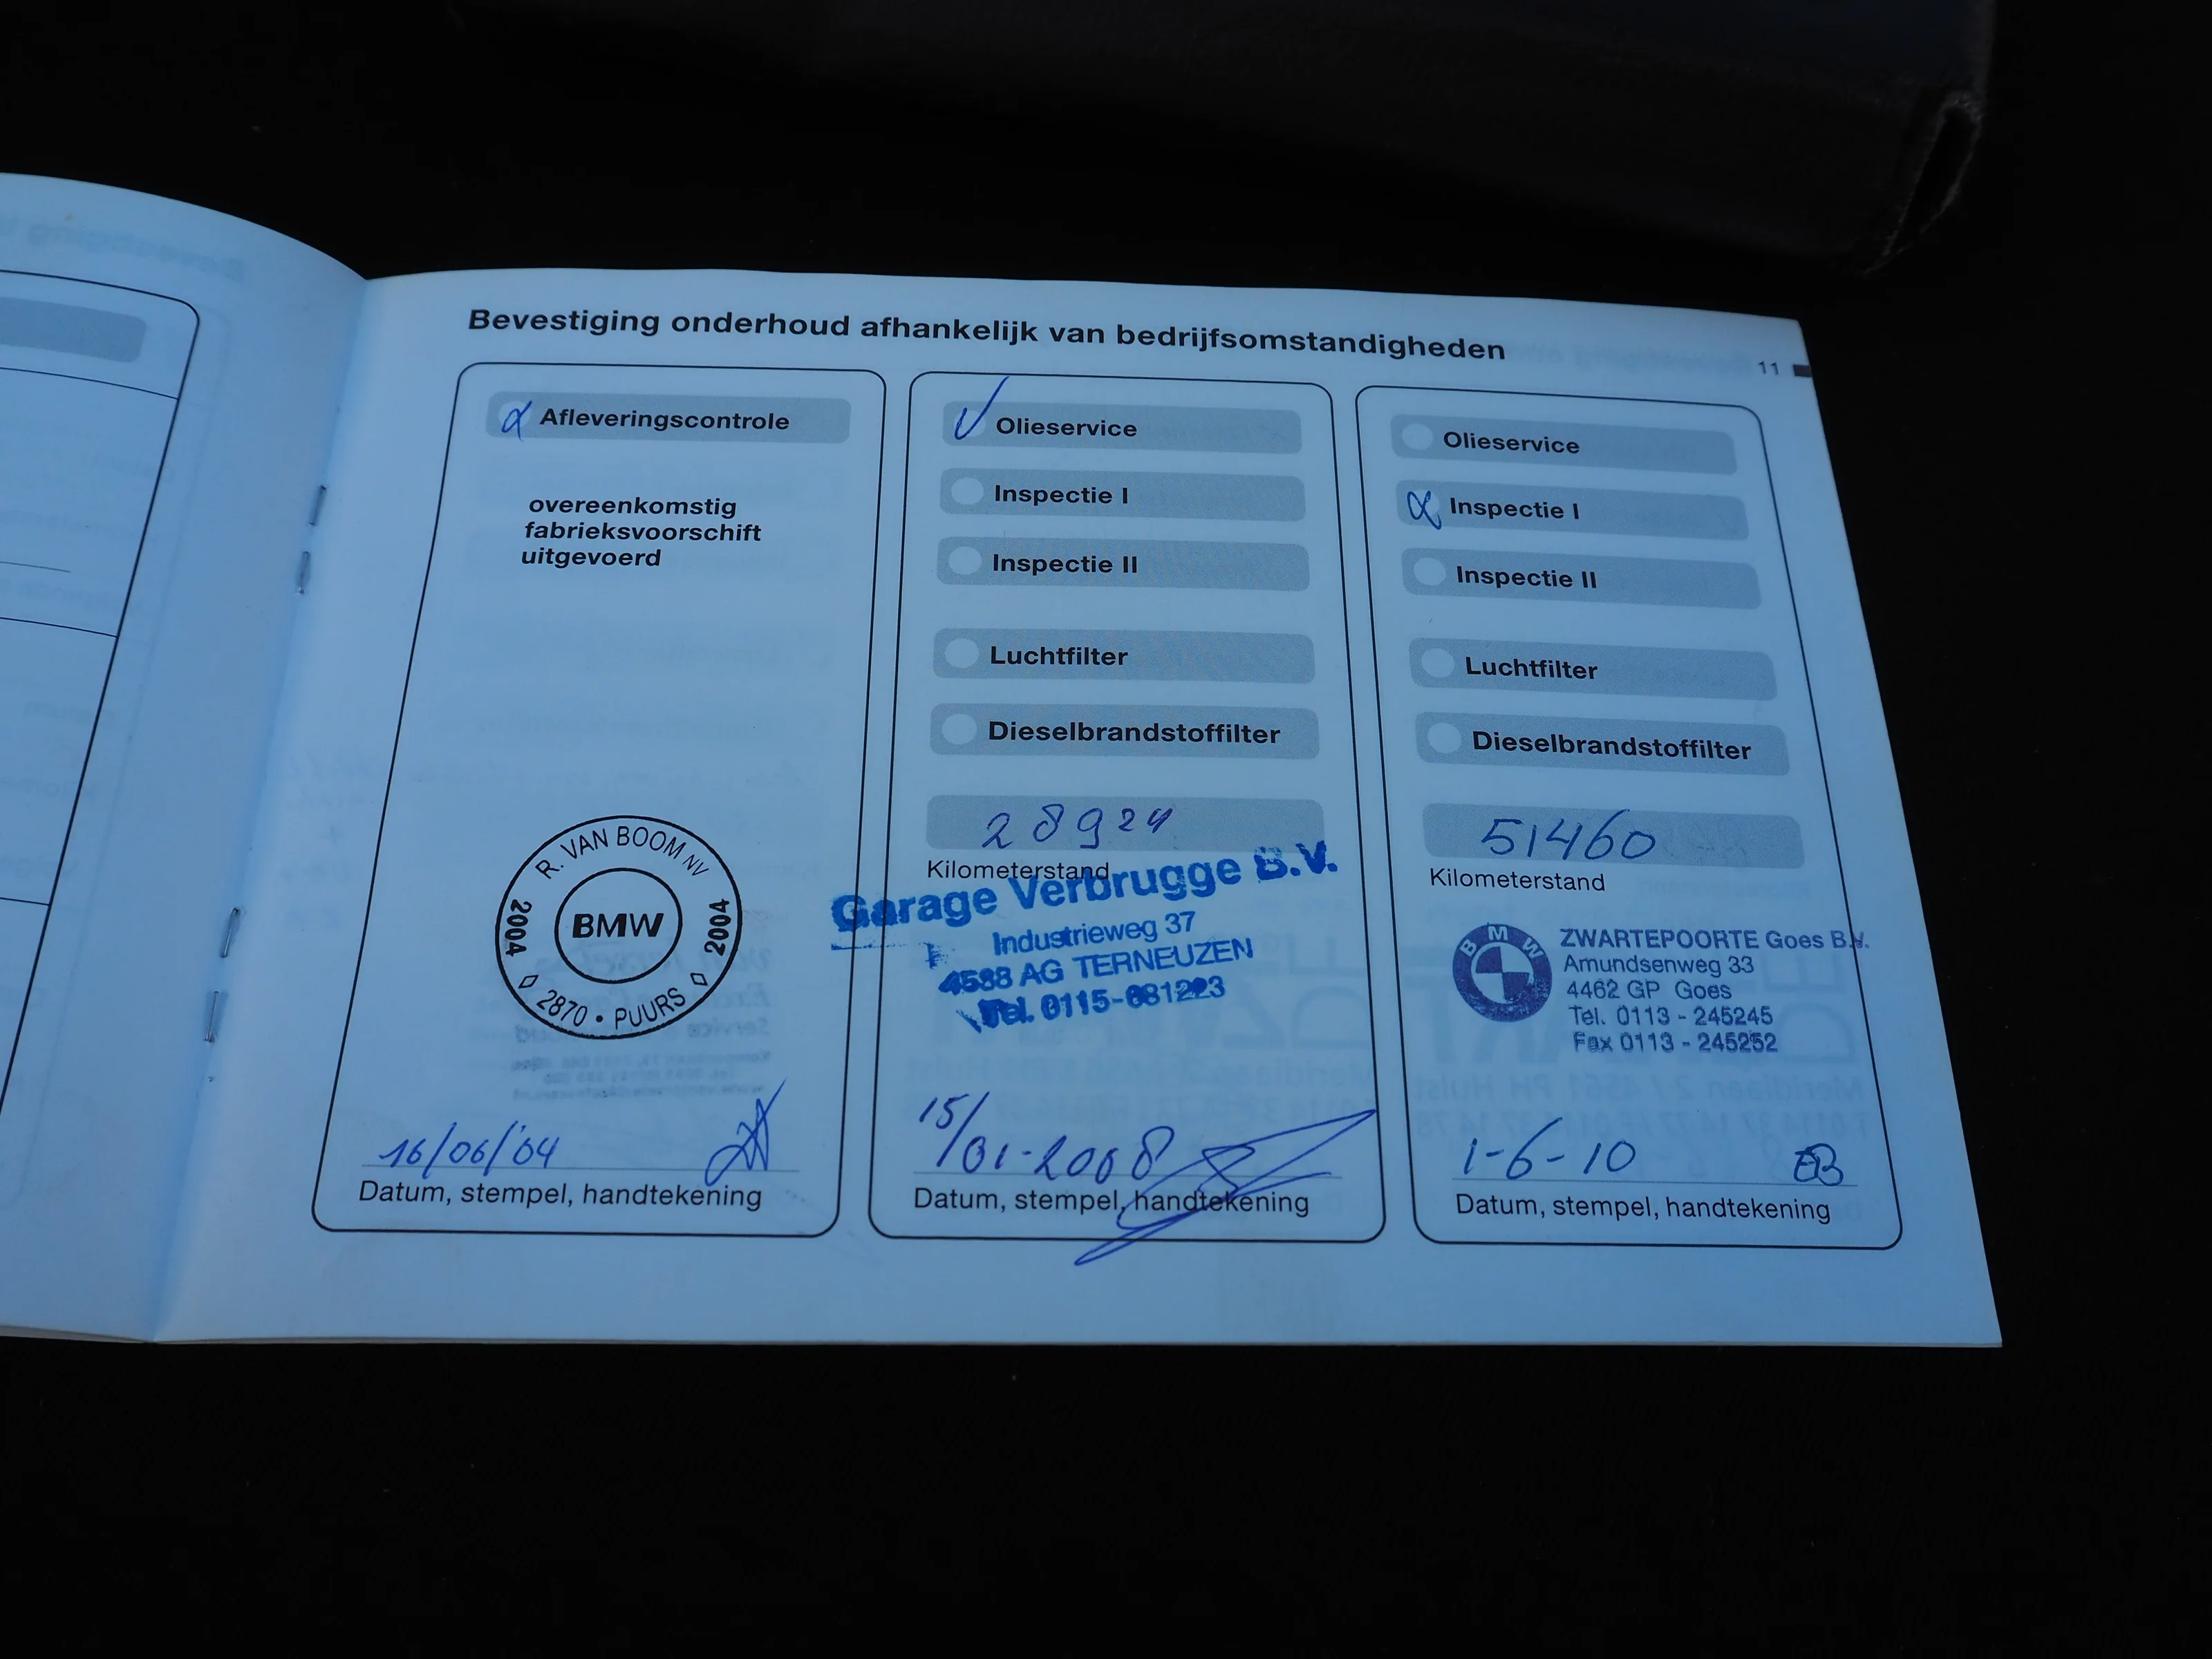 Bevestiging onderhoud afhankelijk van bedrijfsomstandigheden
11
Afleveringscontrole
overeenkomstig
fabrieksvoorschift
uitgevoerd
R. VAN BOOM NV
2004 BMW 2004
2870 • PUURS
16/06/'04
Datum, stempel, handtekening
Olieservice
Inspectie I
Inspectie II
Luchtfilter
Dieselbrandstoffilter
28924
Kilometerstand
Garage Verbrugge B.V.
Industrieweg 37
4538 AG TERNEUZEN
Tel. 0115-681223
15/01-2008
Datum, stempel, handtekening
Olieservice
Inspectie I
Inspectie II
Luchtfilter
Dieselbrandstoffilter
51460
Kilometerstand
BMW
ZWARTEPOORTE Goes B.V.
Amundsenweg 33
4462 GP Goes
Tel. 0113 - 245245
Fax 0113 - 245252
1-6-10 EB
Datum, stempel, handtekening